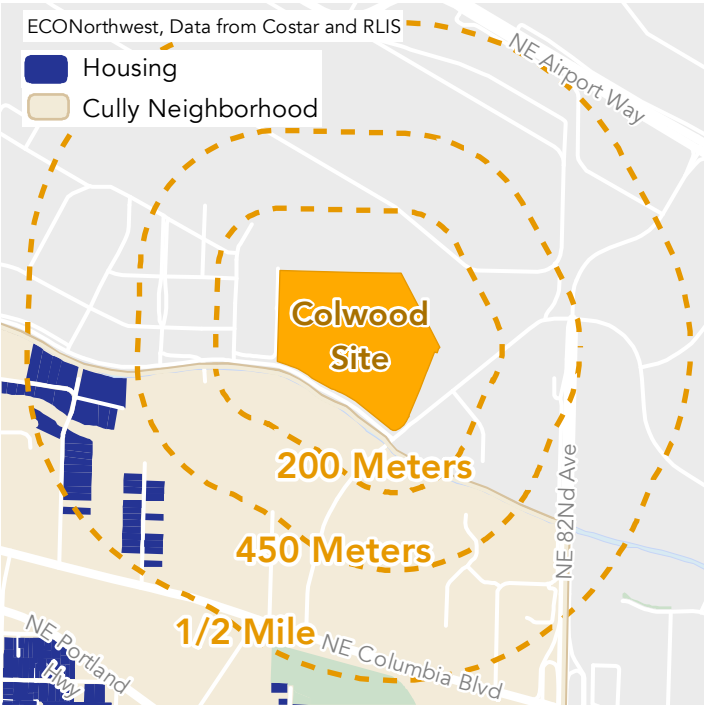 ECONorthwest, Data from Costar and RLIS
Housing
Cully Neighborhood
NE Airport Way
Colwood
Site
200 Meters
450 Meters
NE 82Nd Ave
1/2 Mile
NE Columbia Blvd
NE Portland
Hwy